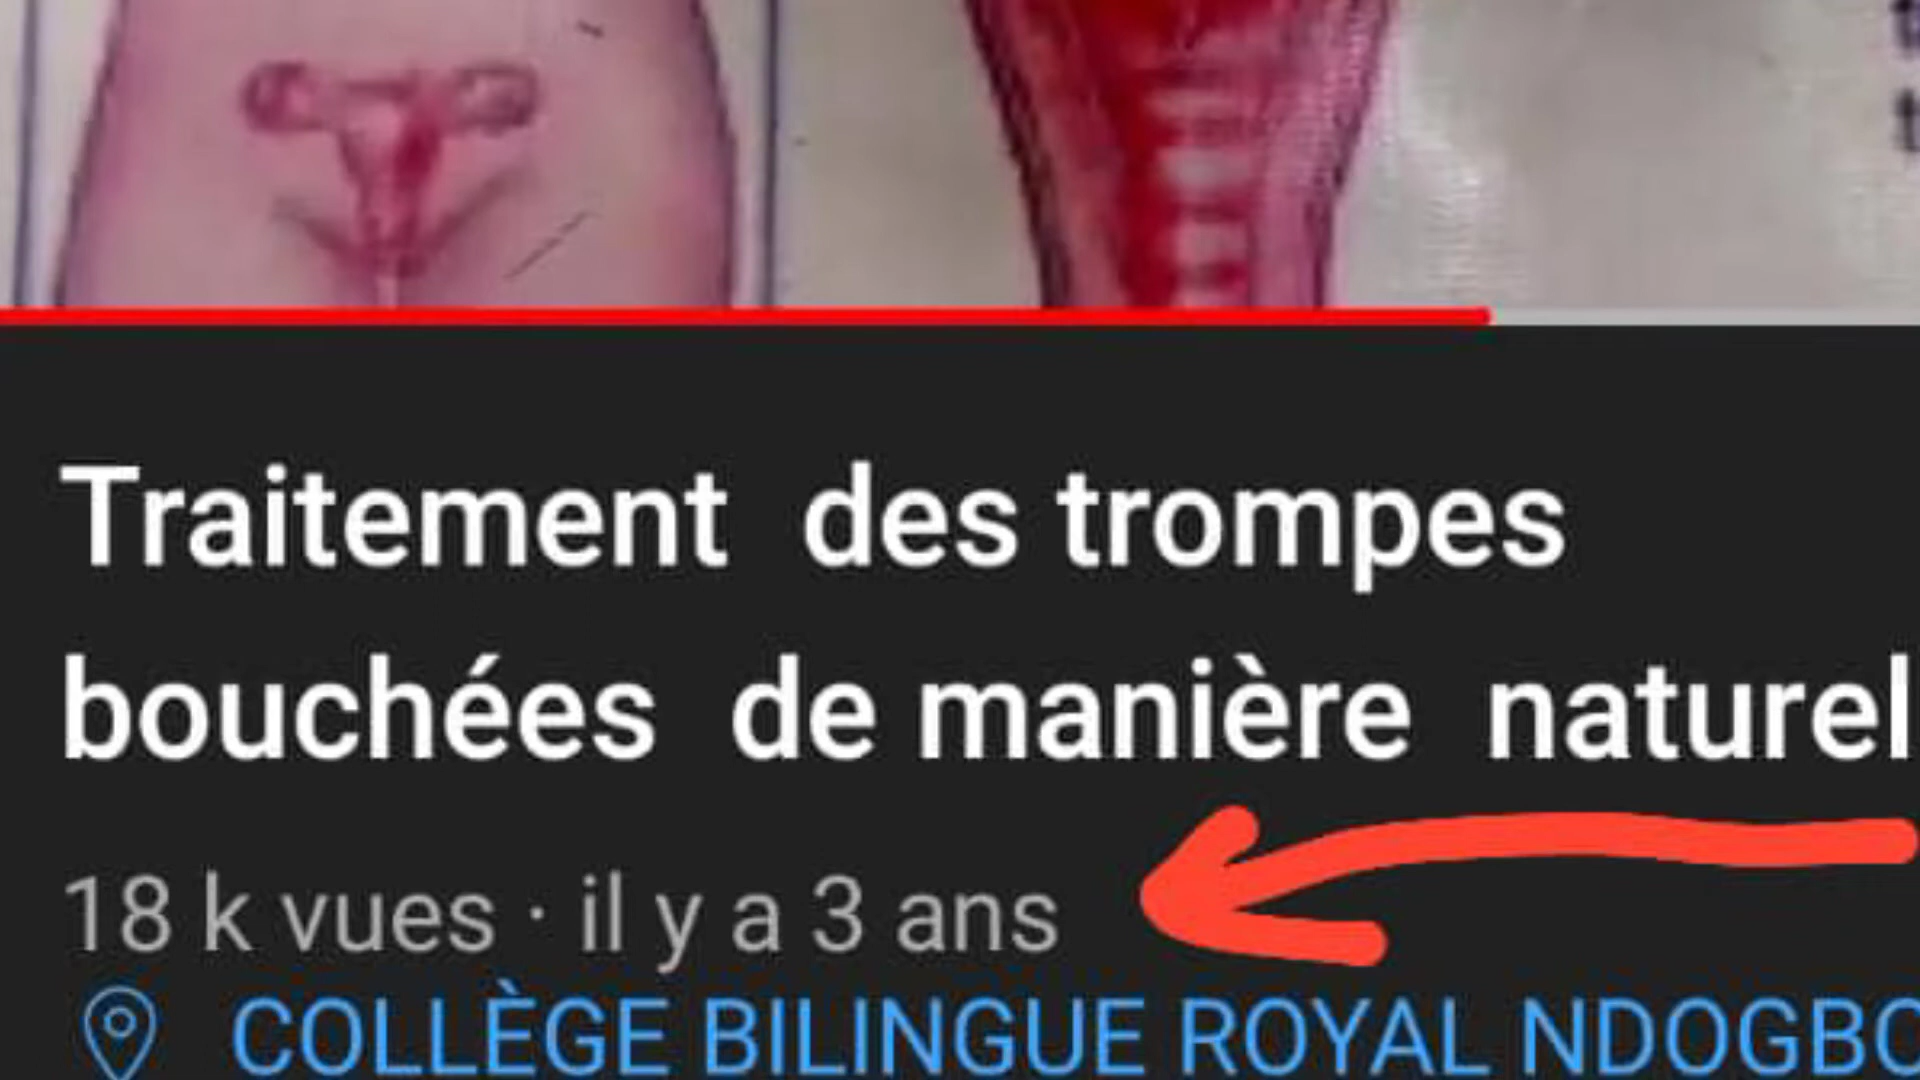 Traitement des trompes
bouchées de manière naturel
18 k vues · il y a 3 ans
COLLÈGE BILINGUE ROYAL NDOGBO